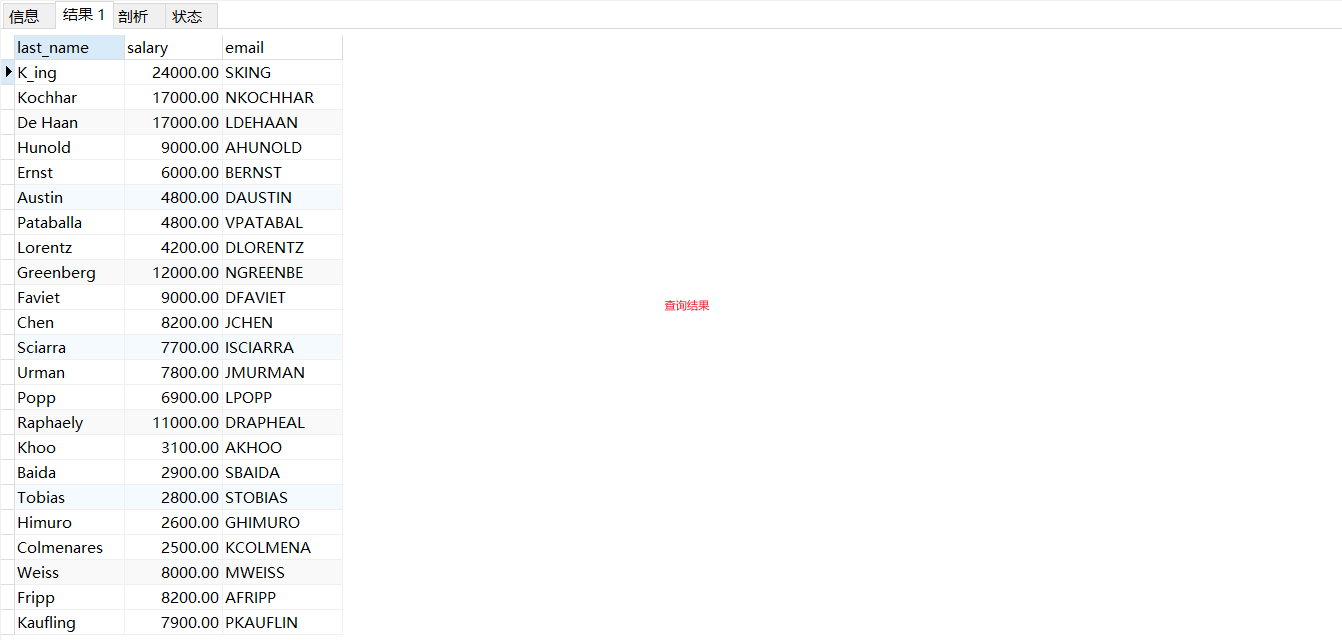 信息 结果 1 剖析 状态
last_name salary email
K_ing 24000.00 SKING
Kochhar 17000.00 NKOCHHAR
De Haan 17000.00 LDEHAAN
Hunold 9000.00 AHUNOLD
Ernst 6000.00 BERNST
Austin 4800.00 DAUSTIN
Pataballa 4800.00 VPATABAL
Lorentz 4200.00 DLORENTZ
Greenberg 12000.00 NGREENBE
Faviet 9000.00 DFAVIET
查询结果
Chen 8200.00 JCHEN
Sciarra 7700.00 ISCIARRA
Urman 7800.00 JMURMAN
Popp 6900.00 LPOPP
Raphaely 11000.00 DRAPHEAL
Khoo 3100.00 AKHOO
Baida 2900.00 SBAIDA
Tobias 2800.00 STOBIAS
Himuro 2600.00 GHIMURO
Colmenares 2500.00 KCOLMENA
Weiss 8000.00 MWEISS
Fripp 8200.00 AFRIPP
Kaufling 7900.00 PKAUFLIN